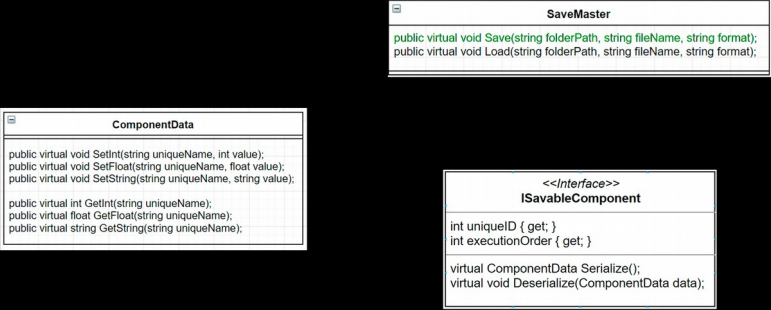 SaveMaster
public virtual void Save(string folderPath, string fileName, string format);
public virtual void Load(string folderPath, string fileName, string format);
ComponentData
public virtual void SetInt(string uniqueName, int value);
public virtual void SetFloat(string uniqueName, float value);
public virtual void SetString(string uniqueName, string value);
public virtual int GetInt(string uniqueName);
public virtual float GetFloat(string uniqueName);
public virtual string GetString(string uniqueName);
<<Interface>>
ISavableComponent
int uniqueID { get; }
int executionOrder { get; }
virtual ComponentData Serialize();
virtual void Deserialize(ComponentData data);